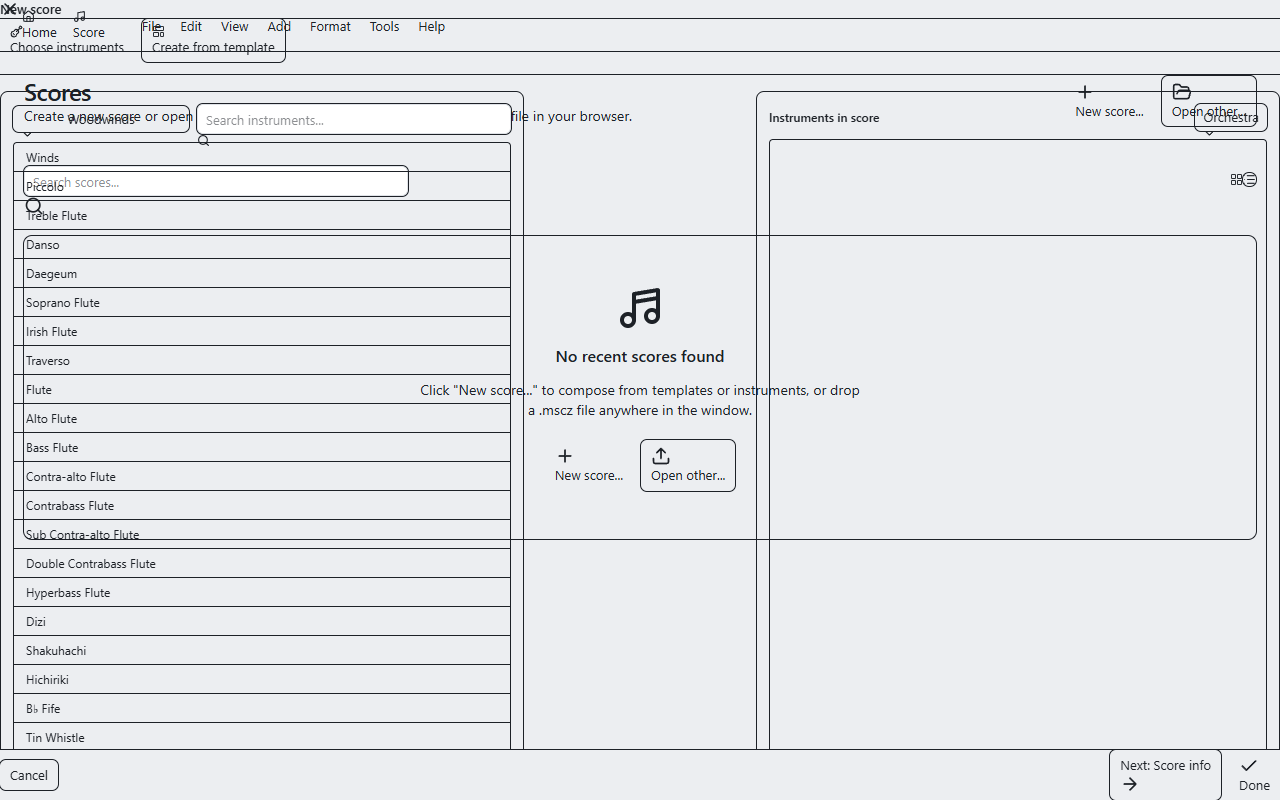 New score
Home
Score
File
Edit
View
Add
Format
Tools
Help
Choose instruments
Create from template
Scores
Create a new score or open
file in your browser.
New score...
Open other...
Woodwinds
Search instruments...
Instruments in score
Orchestra
Winds
Search scores...
Piccolo
Treble Flute
Danso
Daegeum
Soprano Flute
Irish Flute
Traverso
Flute
Alto Flute
Bass Flute
Contra-alto Flute
Contrabass Flute
Sub Contra-alto Flute
Double Contrabass Flute
Hyperbass Flute
Dizi
Shakuhachi
Hichiriki
B♭ Fife
Tin Whistle
No recent scores found
Click "New score..." to compose from templates or instruments, or drop
a .mscz file anywhere in the window.
New score...
Open other...
Cancel
Next: Score info
Done